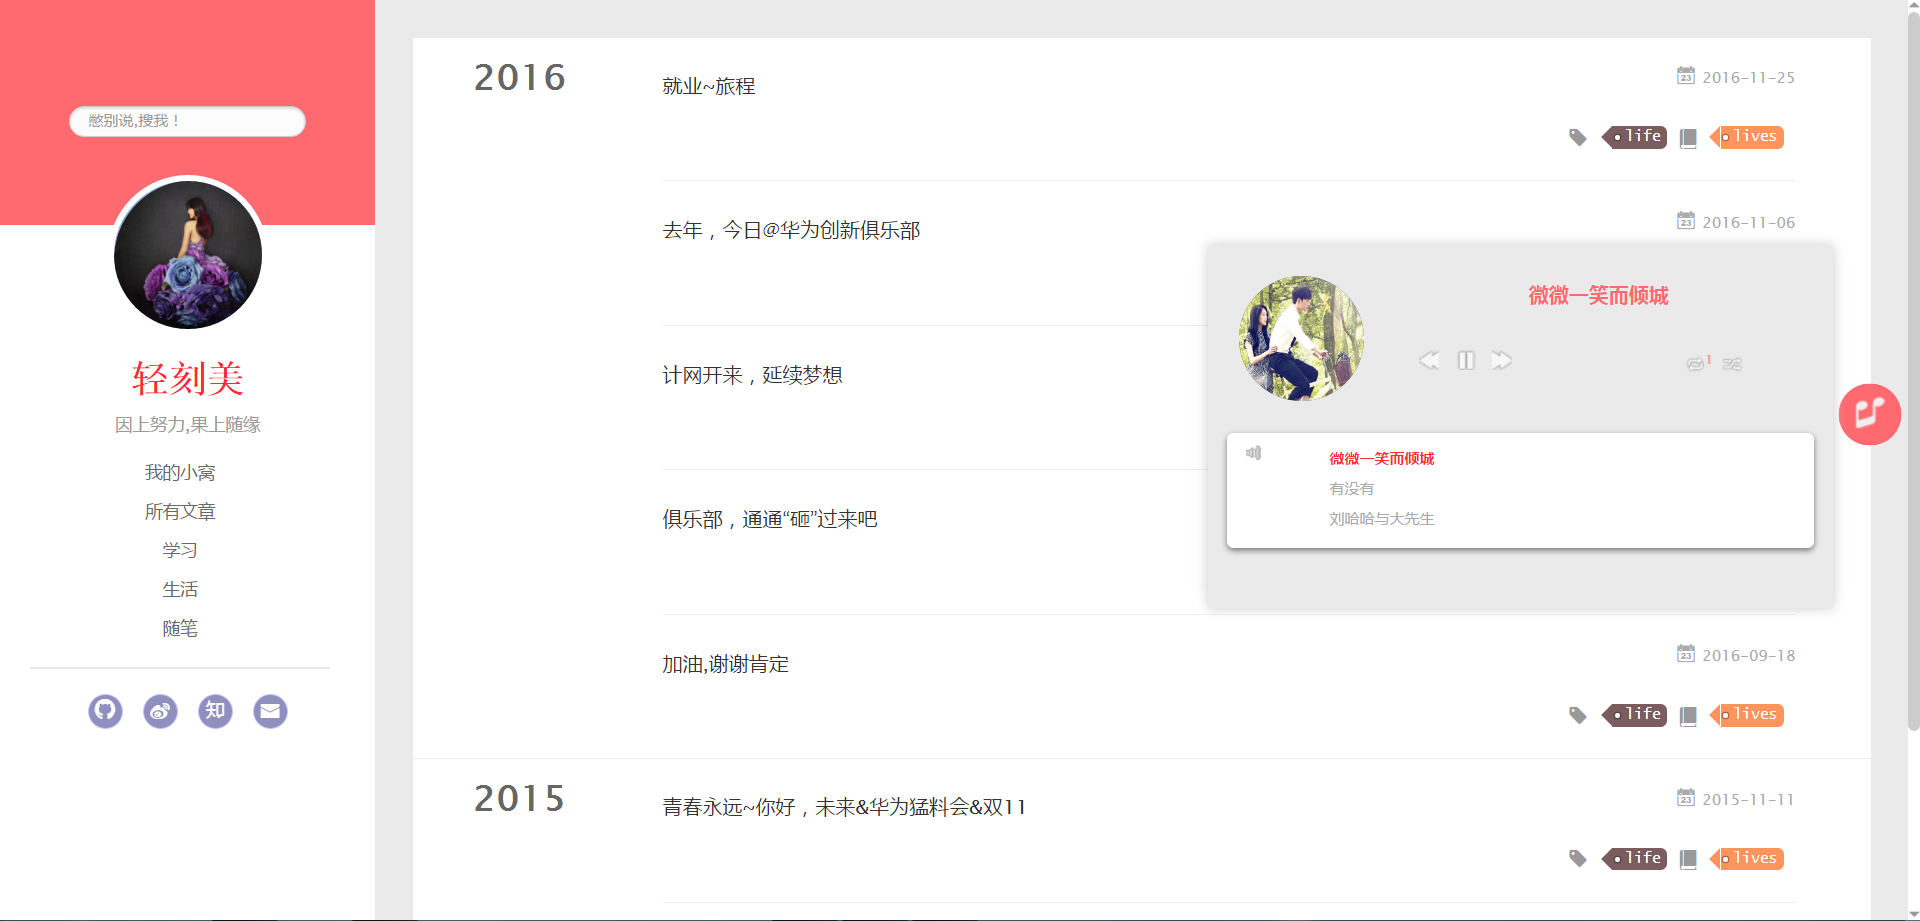 憋别说,搜我！
轻刻美
因上努力,果上随缘
我的小窝
所有文章
学习
生活
随笔
知
2016
就业~旅程
23 2016-11-25
life lives
去年，今日@华为创新俱乐部
23 2016-11-06
计网开来，延续梦想
俱乐部，通通“砸”过来吧
加油,谢谢肯定
23 2016-09-18
life lives
2015
青春永远~你好，未来&华为猛料会&双11
23 2015-11-11
life lives
微微一笑而倾城
1
微微一笑而倾城
有没有
刘哈哈与大先生